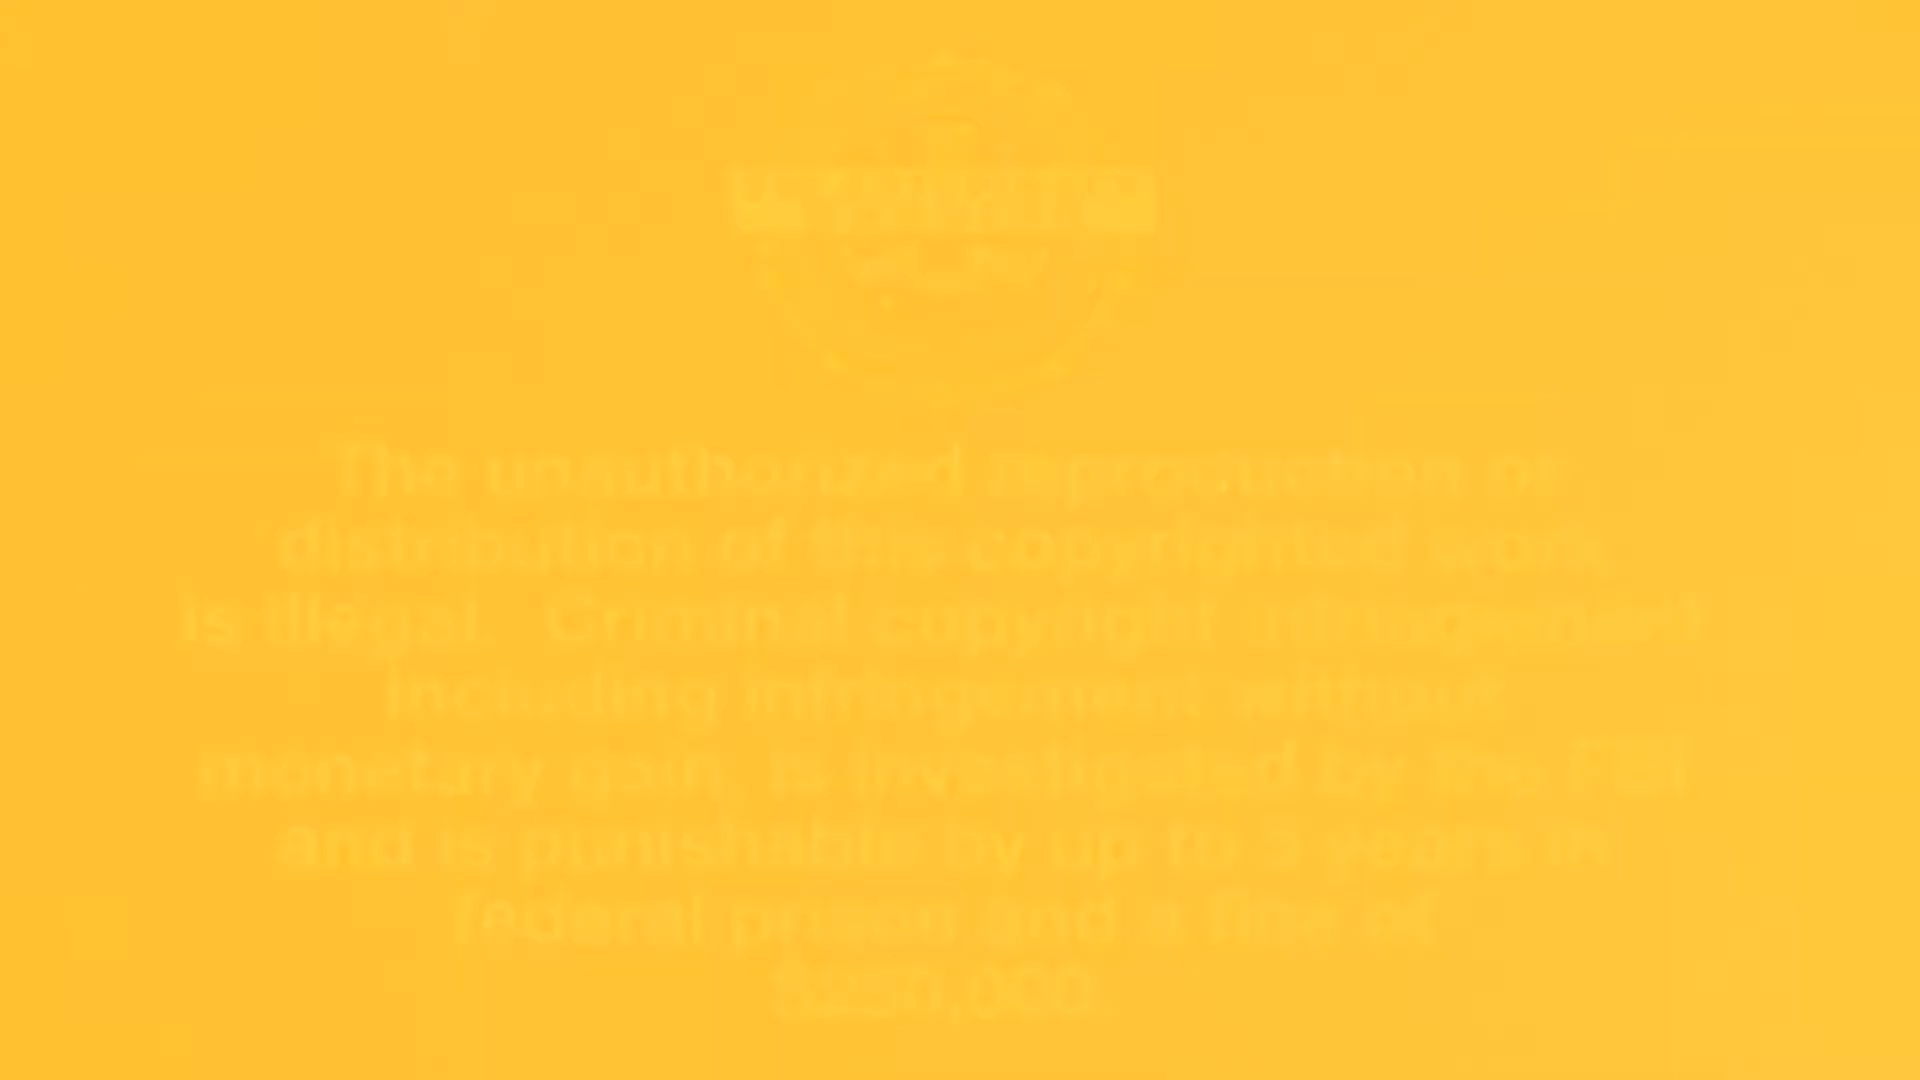 The unauthorized reproduction or
distribution of this copyrighted work
is illegal. Criminal copyright infringement
including infringement without
monetary gain, is investigated by the FBI
and is punishable by up to 5 years in
federal prison and a fine of
$250,000